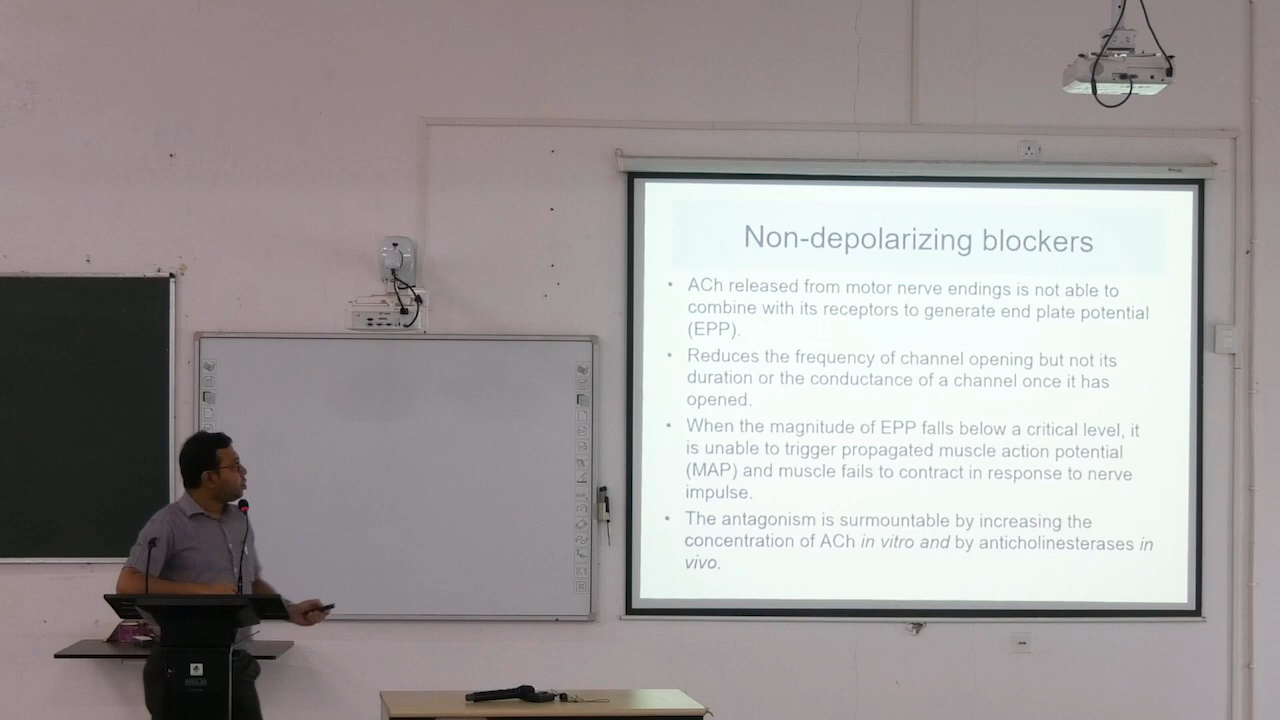 Non-depolarizing blockers
• ACh released from motor nerve endings is not able to
combine with its receptors to generate end plate potential
(EPP).
• Reduces the frequency of channel opening but not its
duration or the conductance of a channel once it has
opened.
• When the magnitude of EPP falls below a critical level, it
is unable to trigger propagated muscle action potential
(MAP) and muscle fails to contract in response to nerve
impulse.
• The antagonism is surmountable by increasing the
concentration of ACh in vitro and by anticholinesterases in
vivo.